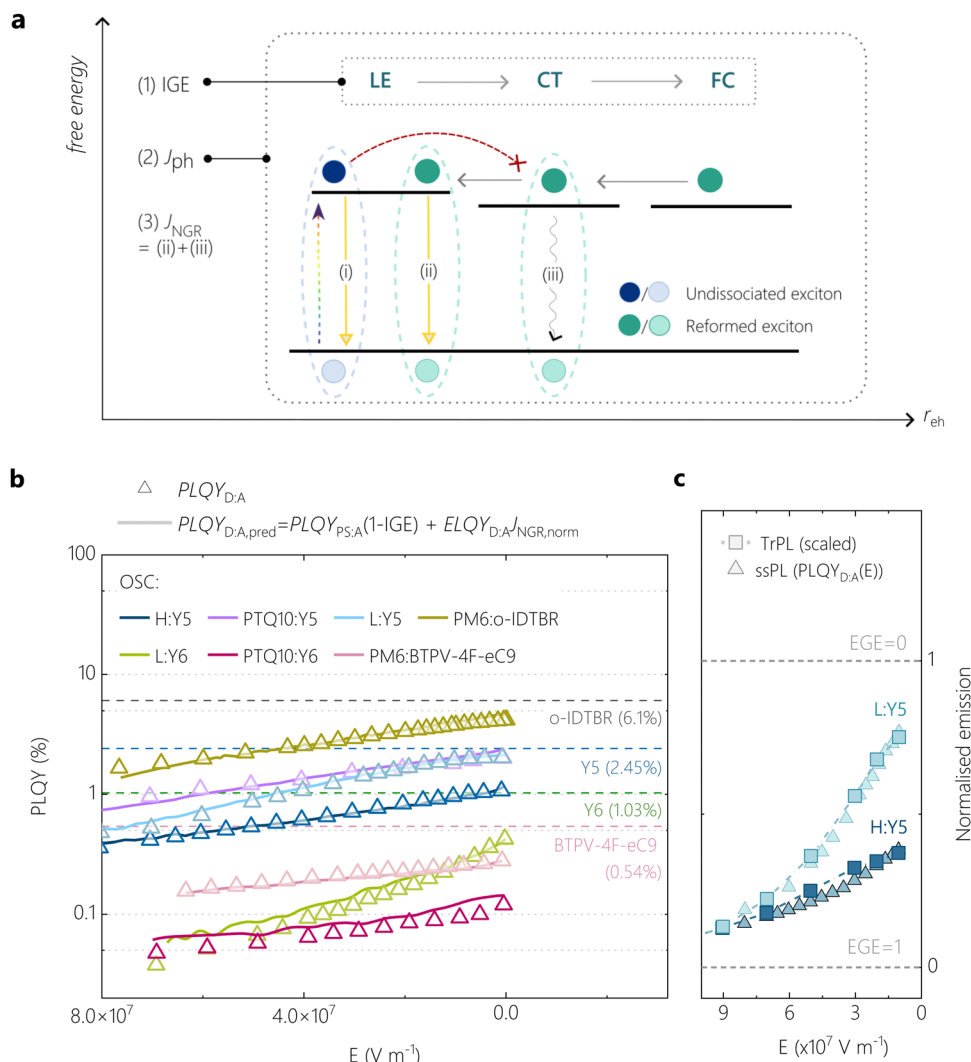 a
free energy
(1) IGE
LE
CT
FC
(2) Jph
(3) JNGR
= (ii)+(iii)
(i)
(ii)
(iii)
Undissociated exciton
Reformed exciton
reh
b
PLQYD:A
PLQYD:A,pred=PLQYPS:A(1-IGE) + ELQYD:AJNGR,norm
PLQY (%)
100
10
1
0.1
OSC:
H:Y5
PTQ10:Y5
L:Y5
PM6:o-IDTBR
L:Y6
PTQ10:Y6
PM6:BTPV-4F-eC9
o-IDTBR (6.1%)
Y5 (2.45%)
Y6 (1.03%)
BTPV-4F-eC9
(0.54%)
8.0×10⁷
4.0×10⁷
0.0
E (V m⁻¹)
c
TrPL (scaled)
ssPL (PLQYD:A(E))
EGE=0
L:Y5
H:Y5
EGE=1
1
0
Normalised emission
9
6
3
E (x10⁷ V m⁻¹)